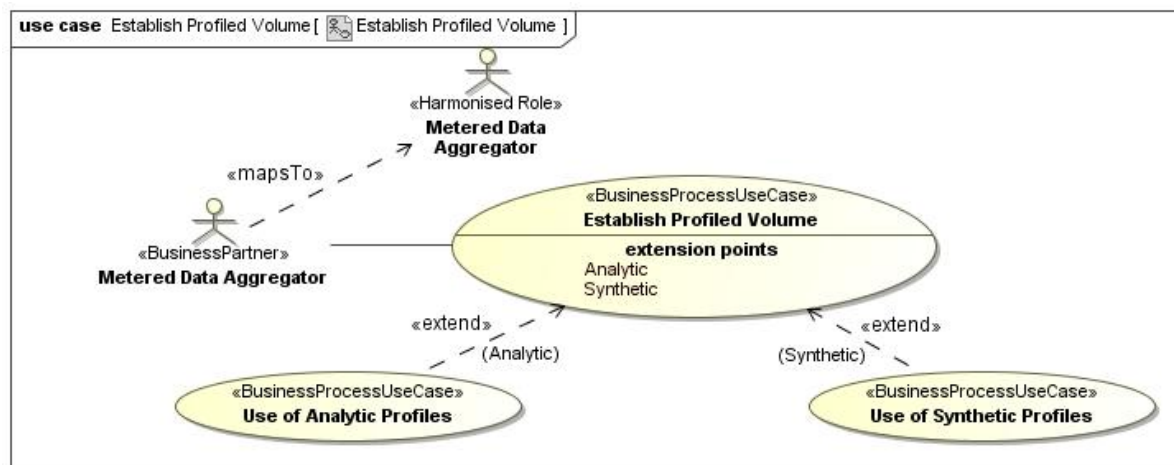 use case Establish Profiled Volume [ Establish Profiled Volume ]
«Harmonised Role»
Metered Data
Aggregator
«mapsTo»
«BusinessPartner»
Metered Data Aggregator
«BusinessProcessUseCase»
Establish Profiled Volume
extension points
Analytic
Synthetic
«extend»
(Analytic)
«extend»
(Synthetic)
«BusinessProcessUseCase»
Use of Analytic Profiles
«BusinessProcessUseCase»
Use of Synthetic Profiles